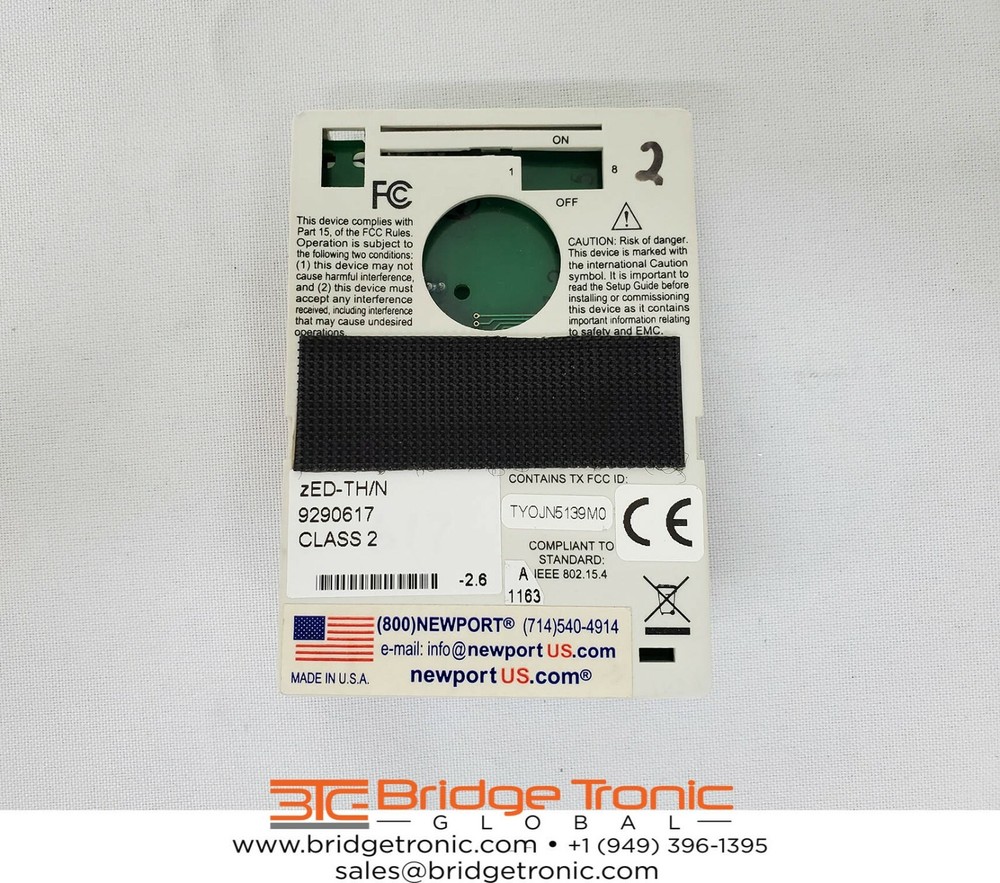 ON
1
8
2
OFF
FC
This device complies with
Part 15, of the FCC Rules.
Operation is subject to
the following two conditions:
(1) this device may not
cause harmful interference,
and (2) this device must
accept any interference
received, including interference
that may cause undesired
operations.
CAUTION: Risk of danger.
This device is marked with
the international Caution
symbol. It is important to
read the Setup Guide before
installing or commissioning
this device as it contains
important information relating
to safety and EMC.
zED-TH/N
9290617
CLASS 2
-2.6
CONTAINS TX FCC ID:
TYOJN5139M0
CE
COMPLIANT TO
STANDARD:
IEEE 802.15.4
A
1163
(800)NEWPORT® (714)540-4914
e-mail: info@newportUS.com
MADE IN U.S.A.
newportUS.com®
BTG Bridge Tronic
GLOBAL
www.bridgetronic.com • +1 (949) 396-1395
sales@bridgetronic.com